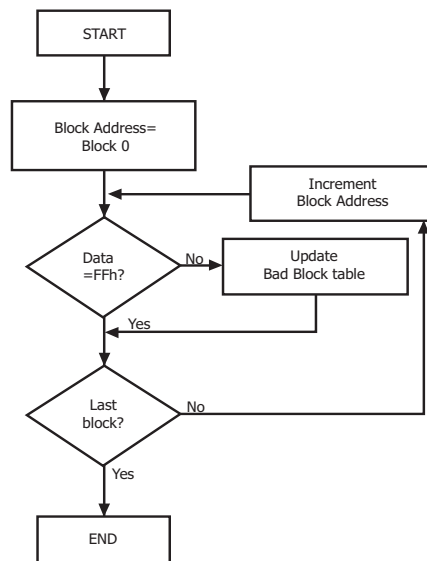 START
Block Address=
Block 0
Increment
Block Address
Data
=FFh?
No
Update
Bad Block table
Yes
Last
block?
No
Yes
END